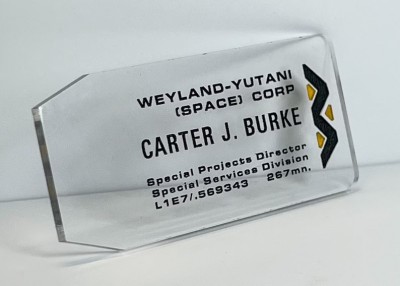 WEYLAND-YUTANI
(SPACE) CORP
CARTER J. BURKE
Special Projects Director
Special Services Division
L1E7/.569343 267mn.